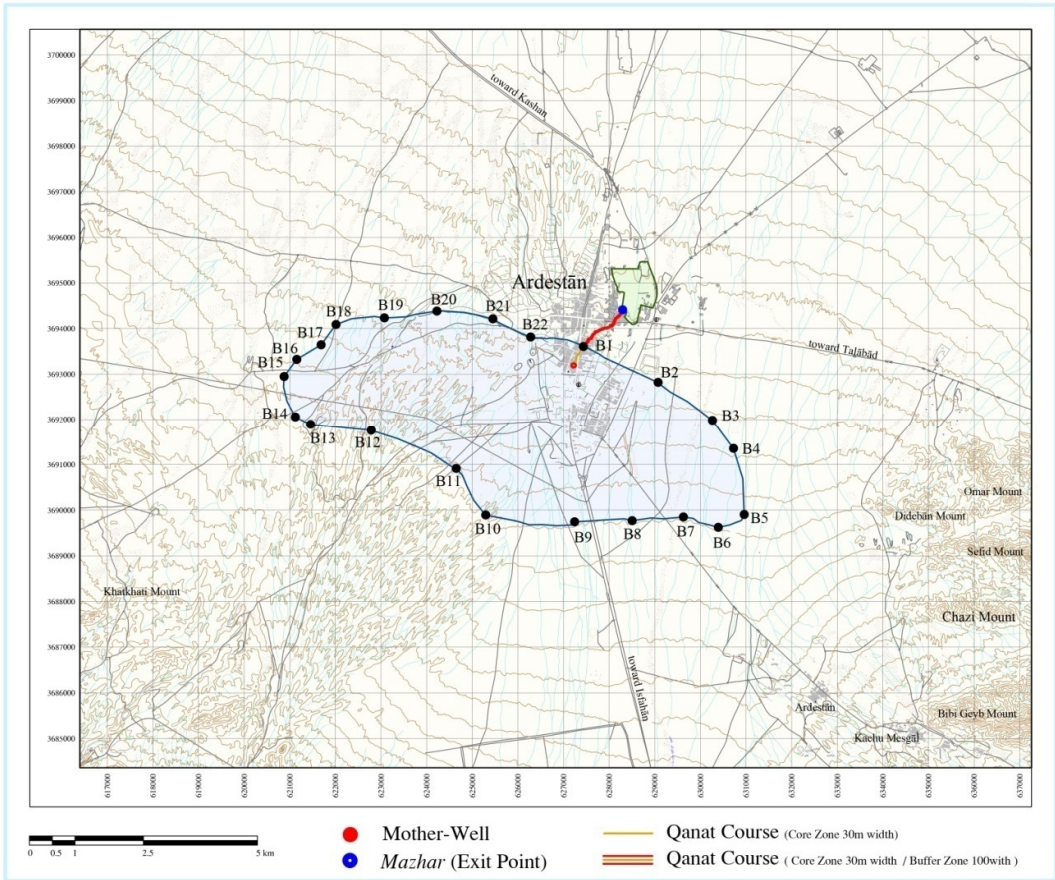 3700000
3699000
3698000
3697000
3696000
3695000
3694000
3693000
3692000
3691000
3690000
3689000
3688000
3687000
3686000
3685000
toward Kashan
Ardestān
B18
B19
B20
B21
B22
B17
B16
B15
B14
B13
B12
B11
B10
B1
B2
B3
B4
B5
B6
B7
B8
B9
toward Talābād
Omar Mount
Didebān Mount
Sefid Mount
Chazi Mount
Khatkhati Mount
toward Isfahān
Ardestān
Bibi Geyb Mount
Kachu Mesgāl
617000
618000
619000
620000
621000
622000
623000
624000
625000
626000
627000
628000
629000
630000
631000
632000
633000
634000
635000
636000
637000
0 0.5 1 2.5 5 km
Mother-Well
Mazhar (Exit Point)
Qanat Course (Core Zone 30m width)
Qanat Course ( Core Zone 30m width / Buffer Zone 100with )